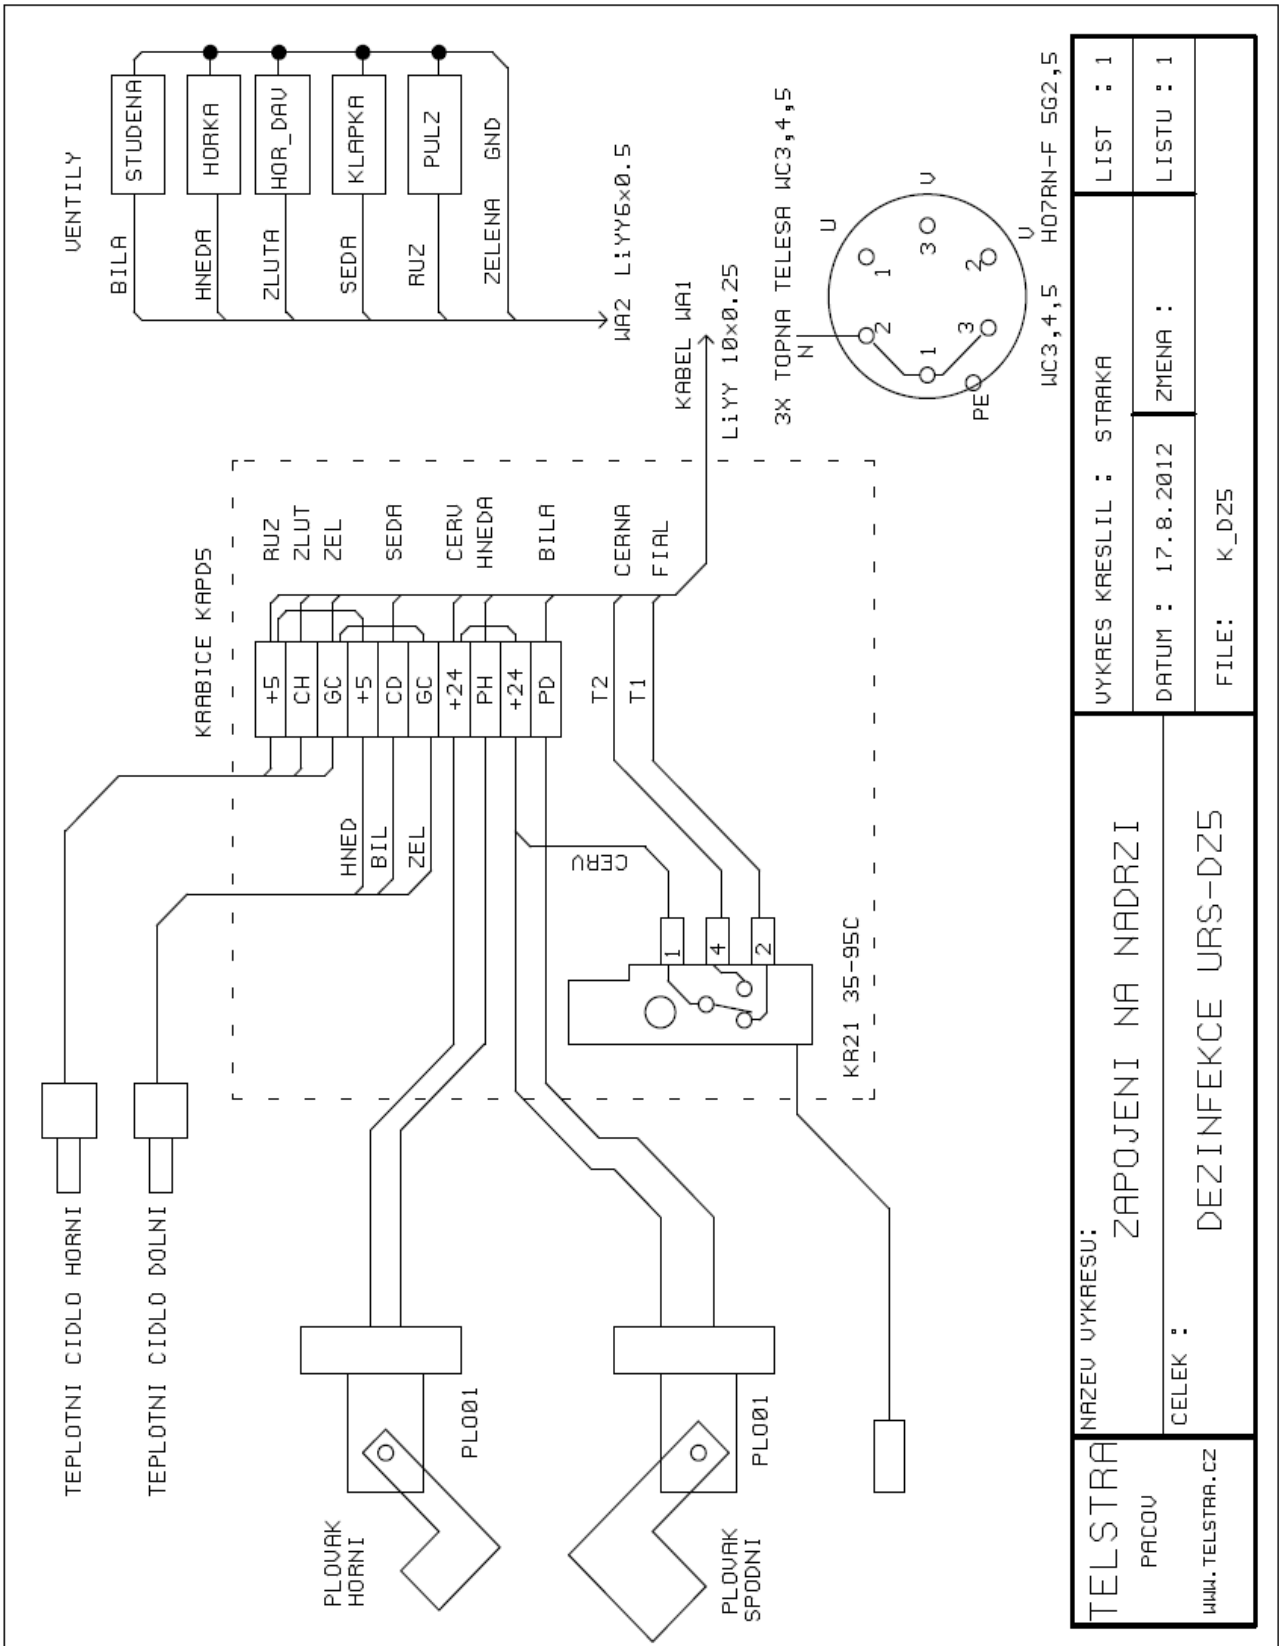 TEPLOTNI CIDLO HORNI
TEPLOTNI CIDLO DOLNI
PLOVAK
HORNI
PLO01
PLOVAK
SPODNI
PLO01
KRABICE KAPD5
+5
CH
GC
+5
CD
GC
+24
PH
+24
PD
RUZ
ZLUT
ZEL
SEDA
CERV
HNEDA
BILA
CERNA
FIAL
T2
T1
HNED
BIL
ZEL
CERV
1
4
2
KR21 35-95C
KABEL WA1
LiYY 10x0.25
VENTILY
BILA
STUDENA
HNEDA
HORKA
ZLUTA
HOR_DAV
SEDA
KLAPKA
RUZ
PULZ
ZELENA GND
WA2 LiYY6x0.5
3X TOPNA TELESA WC3,4,5
N
U
V
V
PE
2
1
1
3
3
2
WC3,4,5 HO7RN-F 5G2,5
TELSTRA
PACOV
WWW.TELSTRA.CZ
NAZEV VYKRESU:
ZAPOJENI NA NADRZI
CELEK :
DEZINFEKCE URS-DZ5
VYKRES KRESLIL : STRAKA
LIST : 1
DATUM : 17.8.2012
ZMENA :
LISTU : 1
FILE: K_DZ5